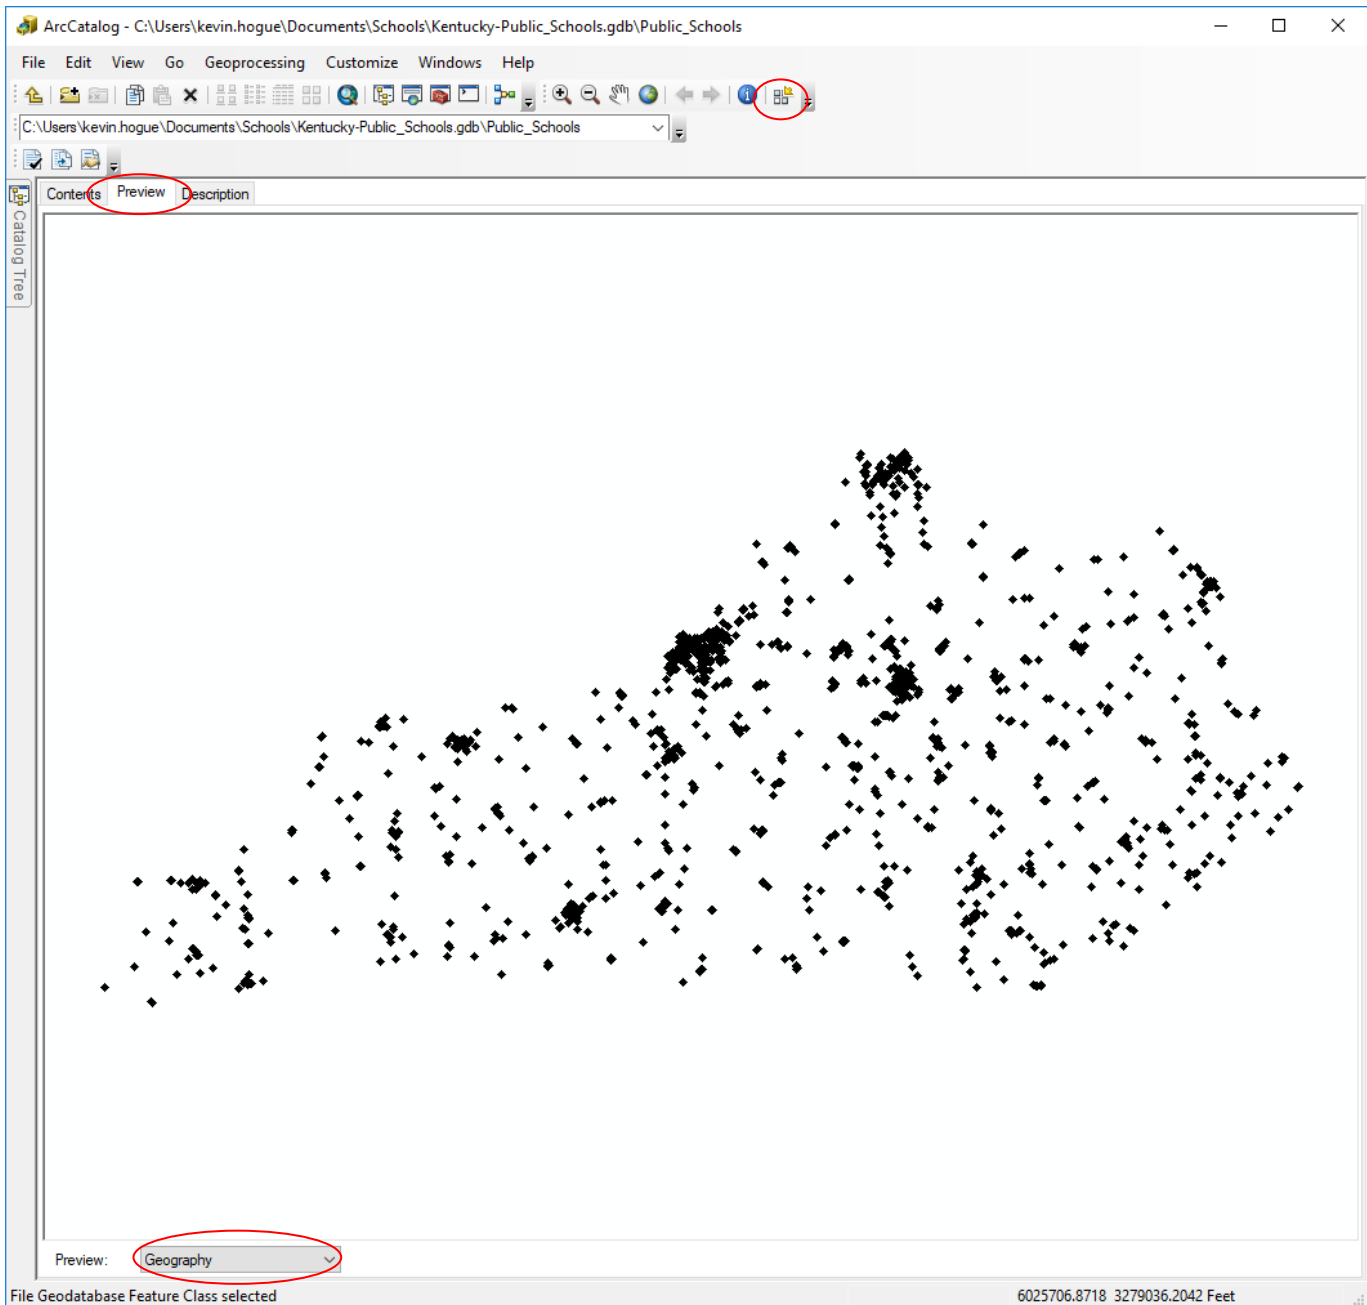 ArcCatalog - C:\Users\kevin.hogue\Documents\Schools\Kentucky-Public_Schools.gdb\Public_Schools
File Edit View Go Geoprocessing Customize Windows Help
C:\Users\kevin.hogue\Documents\Schools\Kentucky-Public_Schools.gdb\Public_Schools
Contents Preview Description
Catalog Tree
Preview: Geography
File Geodatabase Feature Class selected 6025706.8718 3279036.2042 Feet